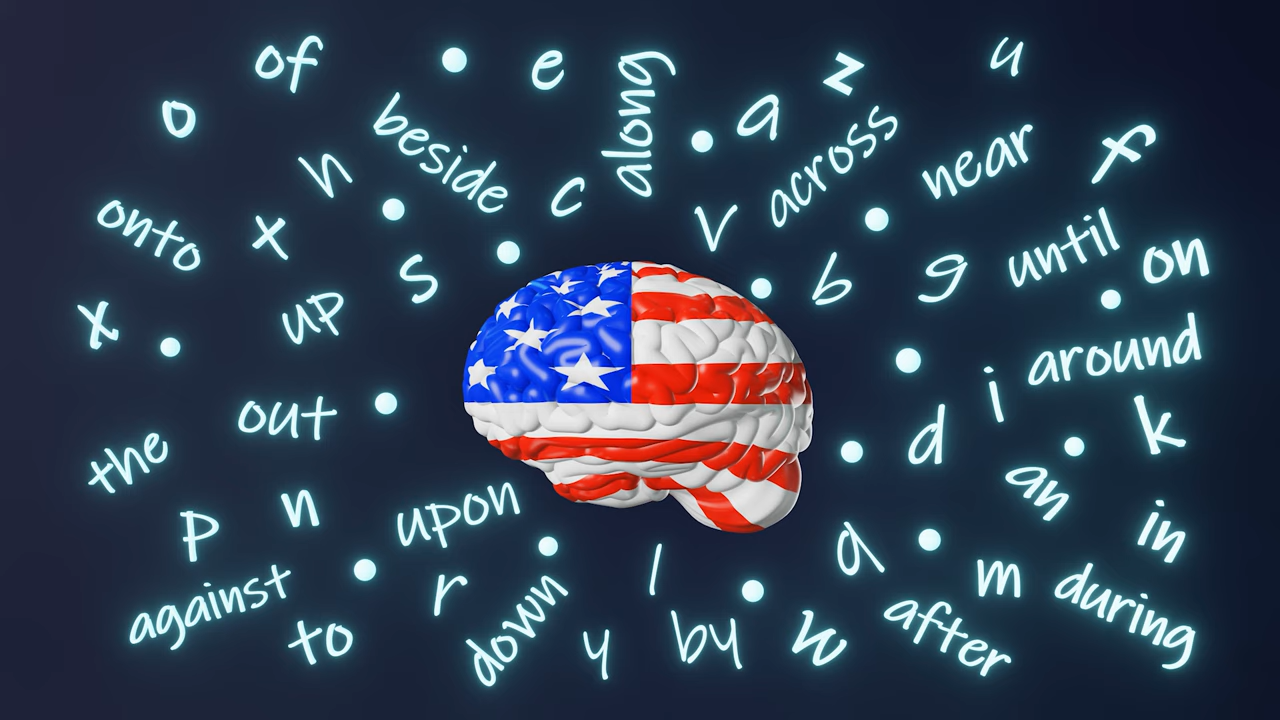 of
e
along
z
u
o
beside
a
across
near
f
h
c
onto
x
v
until
on
s
b
g
x
up
around
i
out
d
k
the
an
n
upon
p
in
q
l
m
against
r
down
during
to
y
by
w
after